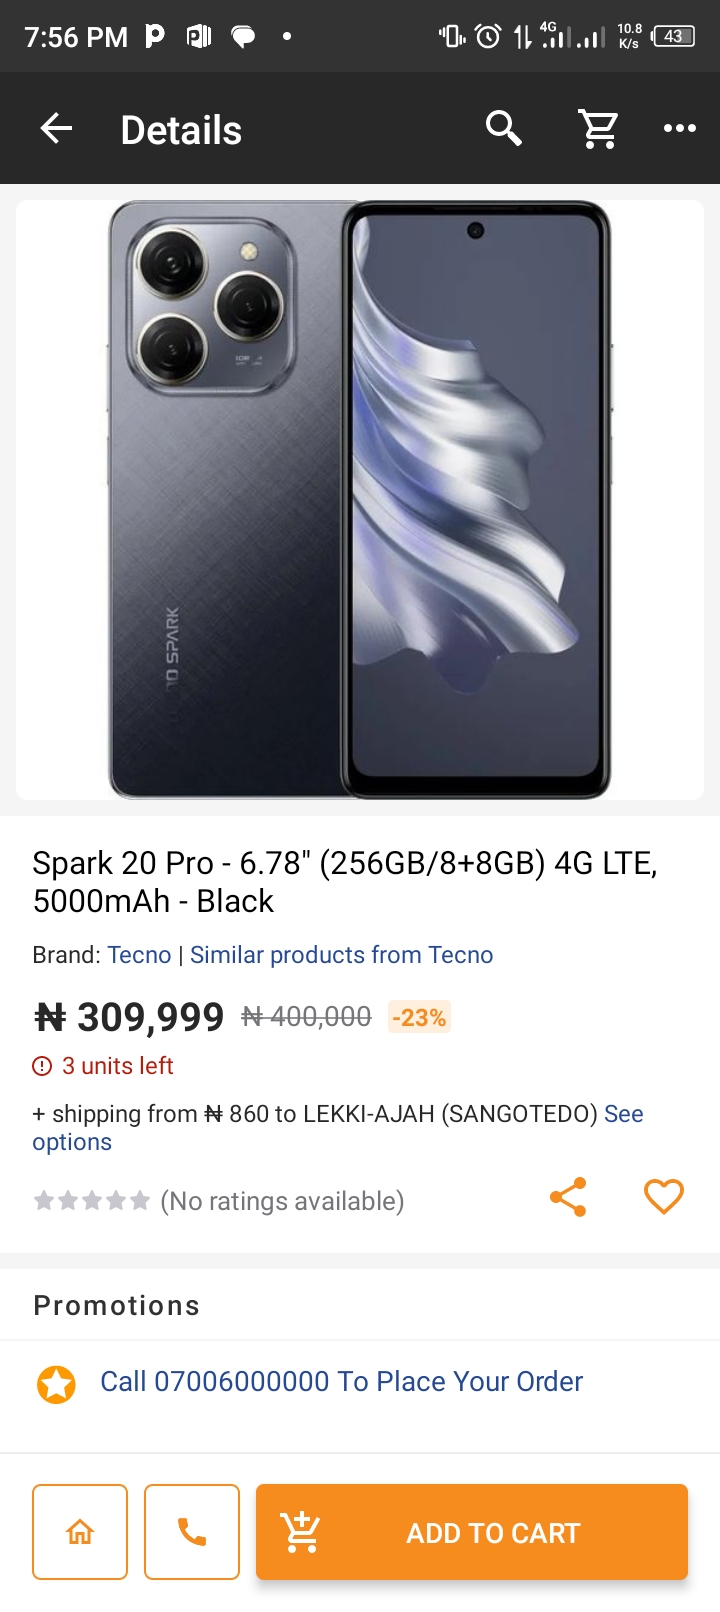 7:56 PM
4G
10.8
K/s
43
Details
SPARK
Spark 20 Pro - 6.78" (256GB/8+8GB) 4G LTE,
5000mAh - Black
Brand: Tecno | Similar products from Tecno
₦ 309,999 ₦ 400,000 -23%
3 units left
+ shipping from ₦ 860 to LEKKI-AJAH (SANGOTEDO) See
options
(No ratings available)
Promotions
Call 07006000000 To Place Your Order
ADD TO CART